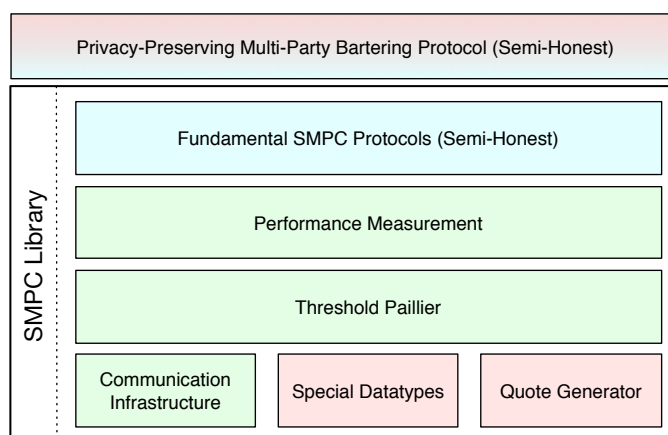 Privacy-Preserving Multi-Party Bartering Protocol (Semi-Honest)
SMPC Library
Fundamental SMPC Protocols (Semi-Honest)
Performance Measurement
Threshold Paillier
Communication
Infrastructure
Special Datatypes
Quote Generator